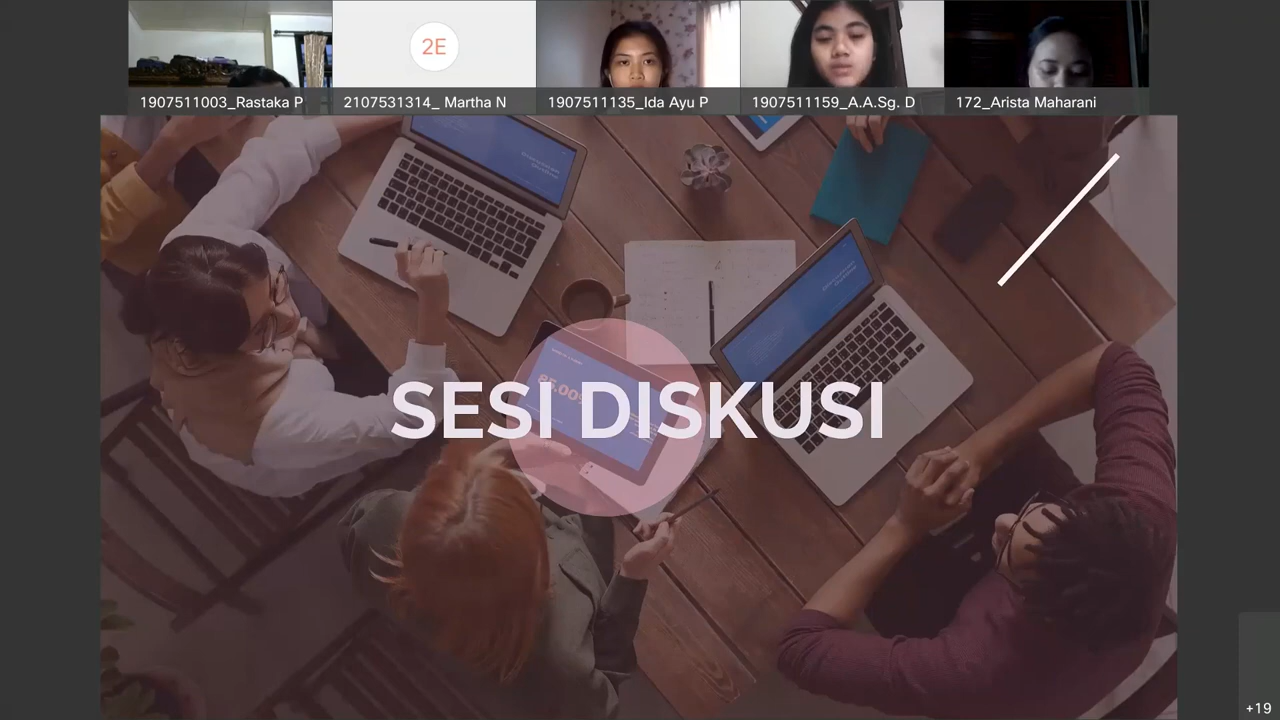 1907511003_Rastaka P
2E
2107531314_ Martha N
1907511135_Ida Ayu P
1907511159_A.A.Sg. D
172_Arista Maharani
SESI DISKUSI
+19